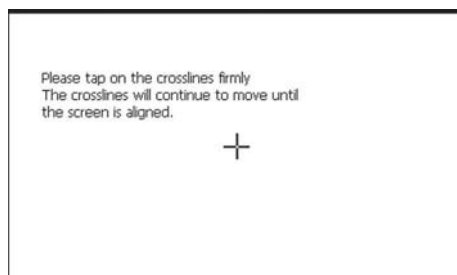 Please tap on the crosslines firmly
The crosslines will continue to move until
the screen is aligned.